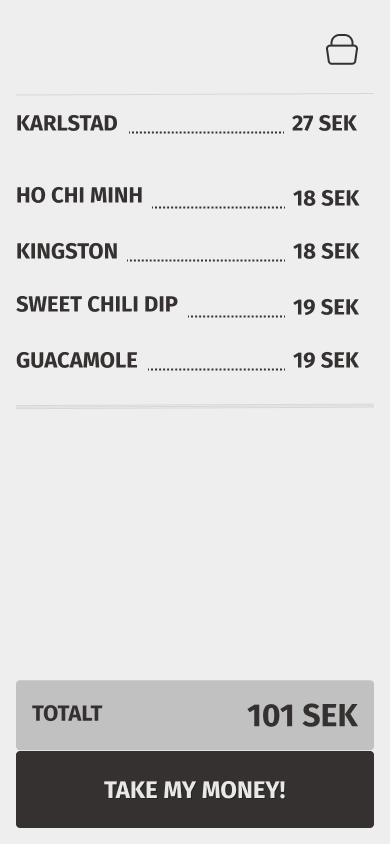 KARLSTAD 27 SEK
HO CHI MINH 18 SEK
KINGSTON 18 SEK
SWEET CHILI DIP 19 SEK
GUACAMOLE 19 SEK
TOTALT 101 SEK
TAKE MY MONEY!